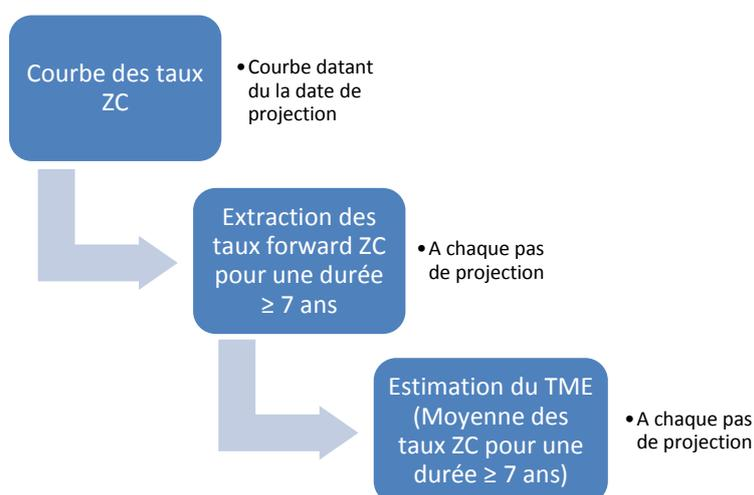 Courbe des taux
ZC
•Courbe datant
du la date de
projection
Extraction des
taux forward ZC
pour une durée
≥ 7 ans
•A chaque pas
de projection
Estimation du TME
(Moyenne des
taux ZC pour une
durée ≥ 7 ans)
•A chaque pas
de projection